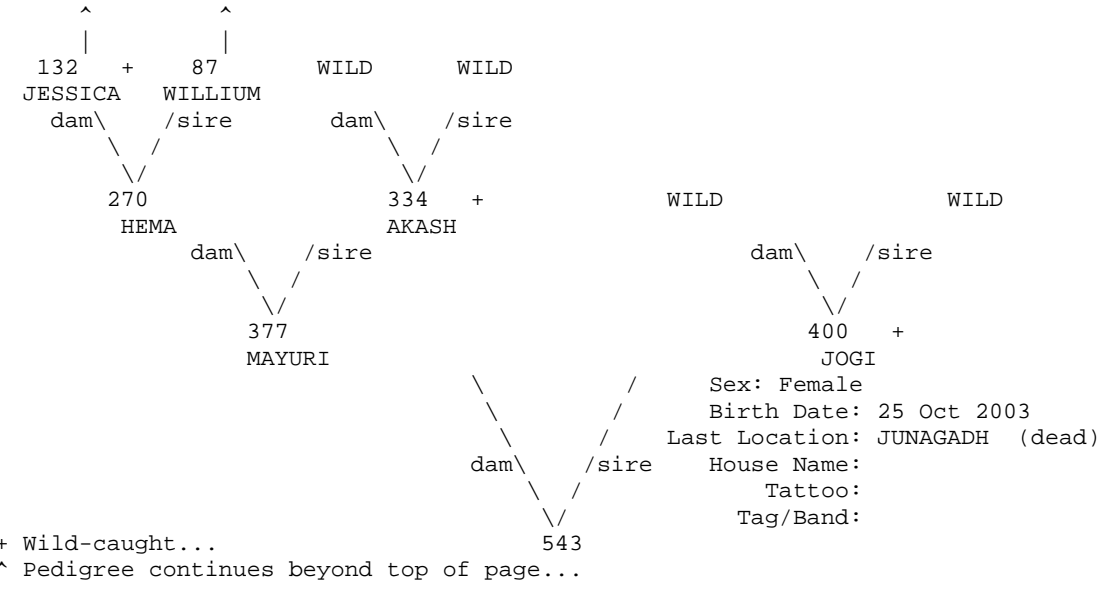 ^         ^
      |         |
   132   +    87       WILD      WILD
  JESSICA   WILLIUM
    dam\    /sire       dam\    /sire
        \  /                \  /
         \/                  \/
        270                 334   +             WILD                WILD
         HEMA               AKASH
              dam\    /sire                           dam\    /sire
                  \  /                                    \  /
                   \/                                      \/
                  377                                     400   +
                  MAYURI                                   JOGI
                                  \          /     Sex: Female
                                   \        /      Birth Date: 25 Oct 2003
                                    \      /    Last Location: JUNAGADH  (dead)
                                  dam\    /sire    House Name:
                                      \  /             Tattoo:
                                       \/            Tag/Band:
+ Wild-caught...                       543
^ Pedigree continues beyond top of page...